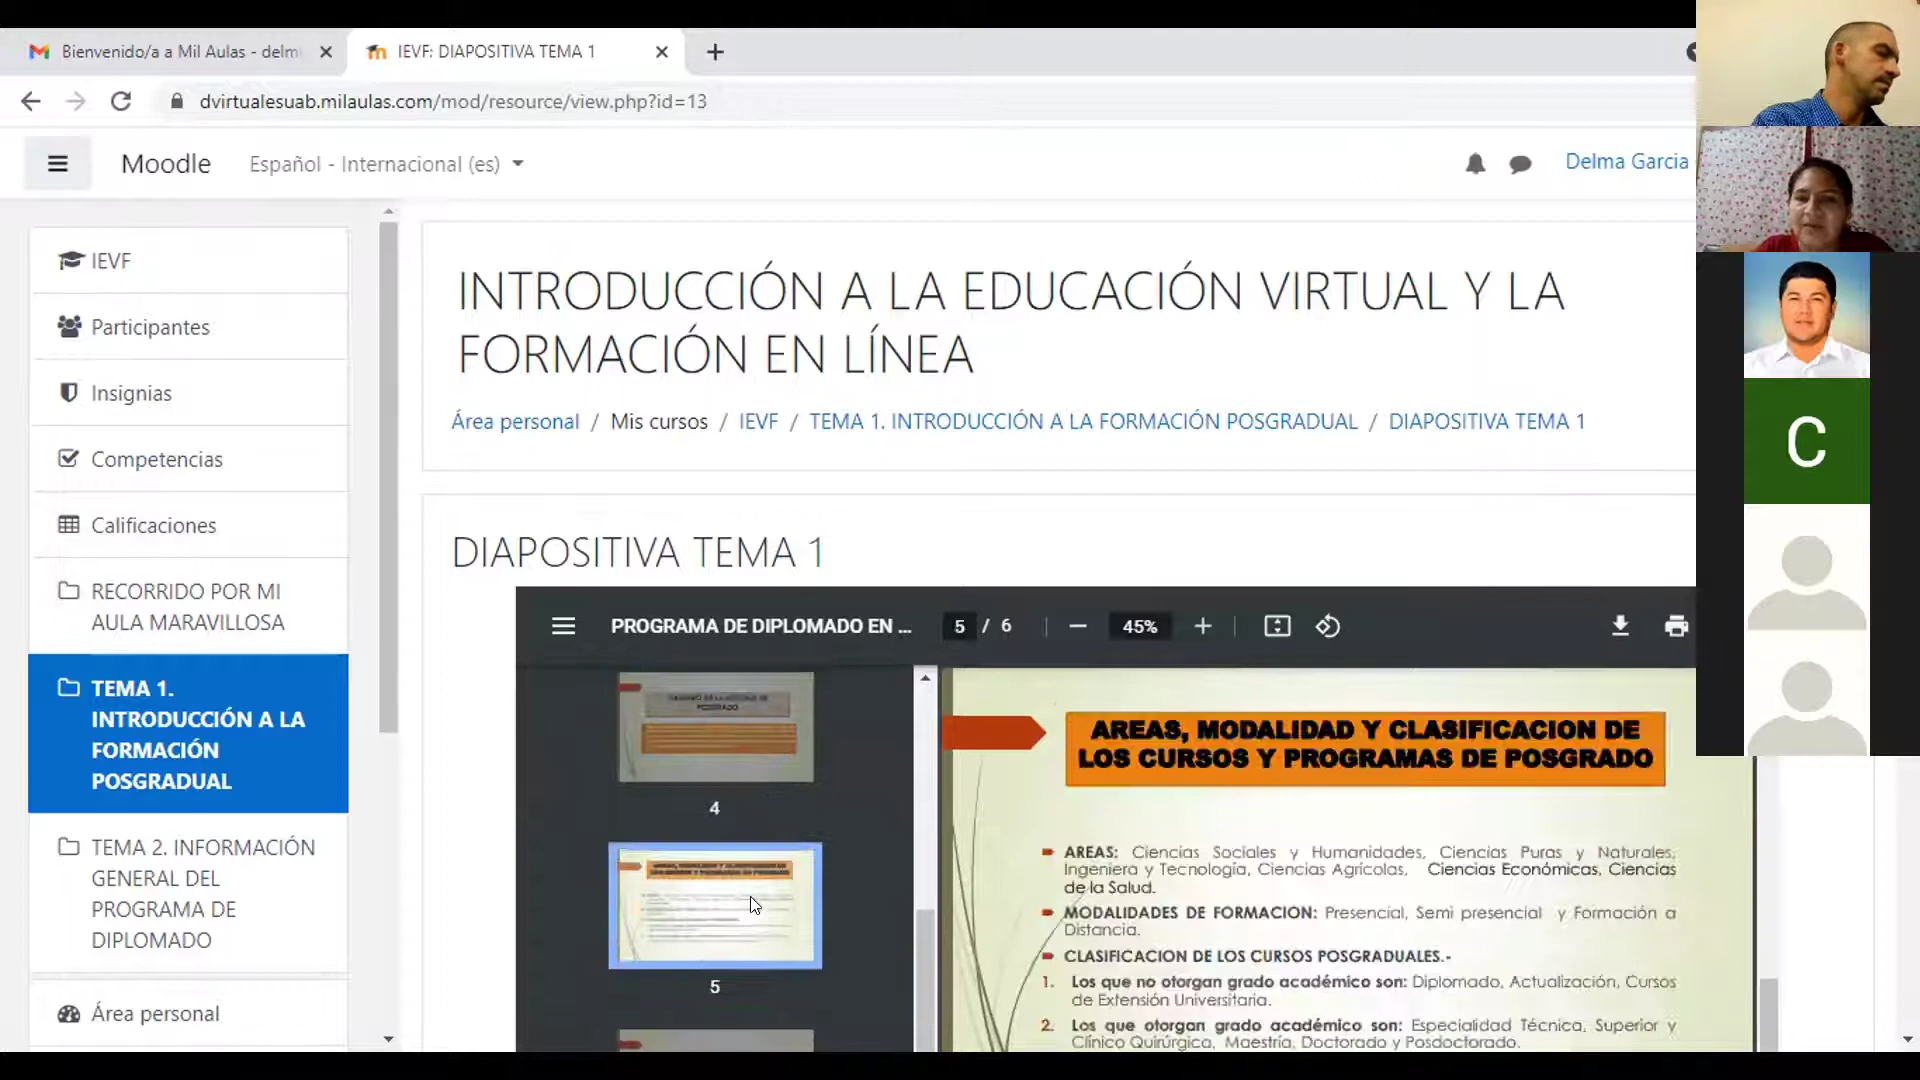 Bienvenido/a a Mil Aulas - delm
IEVF: DIAPOSITIVA TEMA 1
dvirtualesuab.milaulas.com/mod/resource/view.php?id=13
Moodle
Español - Internacional (es)
Delma Garcia
IEVF
Participantes
Insignias
Competencias
Calificaciones
RECORRIDO POR MI
AULA MARAVILLOSA
TEMA 1.
INTRODUCCIÓN A LA
FORMACIÓN
POSGRADUAL
TEMA 2. INFORMACIÓN
GENERAL DEL
PROGRAMA DE
DIPLOMADO
Área personal
INTRODUCCIÓN A LA EDUCACIÓN VIRTUAL Y LA
FORMACIÓN EN LÍNEA
Área personal / Mis cursos / IEVF / TEMA 1. INTRODUCCIÓN A LA FORMACIÓN POSGRADUAL / DIAPOSITIVA TEMA 1
DIAPOSITIVA TEMA 1
PROGRAMA DE DIPLOMADO EN ...
5 / 6
45%
4
5
AREAS, MODALIDAD Y CLASIFICACION DE
LOS CURSOS Y PROGRAMAS DE POSGRADO
AREAS: Ciencias Sociales y Humanidades, Ciencias Puras y Naturales,
Ingeniera y Tecnología, Ciencias Agrícolas, Ciencias Económicas, Ciencias
de la Salud.
MODALIDADES DE FORMACION: Presencial, Semi presencial y Formación a
Distancia.
CLASIFICACION DE LOS CURSOS POSGRADUALES.-
1. Los que no otorgan grado académico son: Diplomado, Actualización, Cursos
de Extensión Universitaria.
2. Los que otorgan grado académico son: Especialidad Técnica, Superior y
Clínico Quirúrgica, Maestría, Doctorado y Posdoctorado.
C